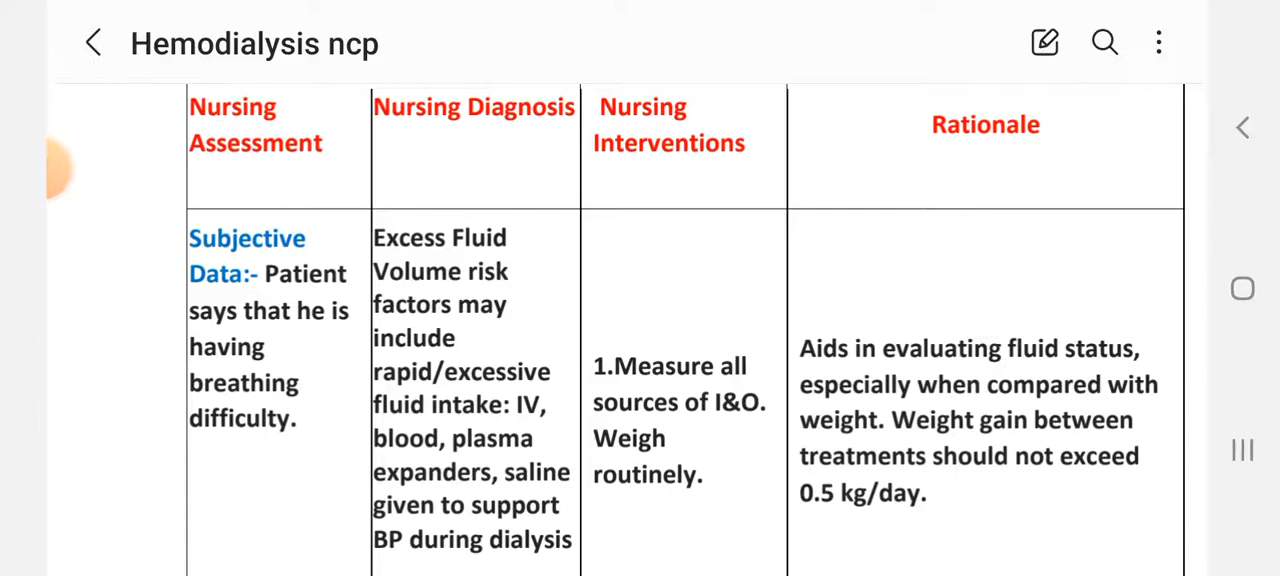 Hemodialysis ncp
Nursing
Assessment
Nursing Diagnosis
Nursing
Interventions
Rationale
Subjective
Data:- Patient
says that he is
having
breathing
difficulty.
Excess Fluid
Volume risk
factors may
include
rapid/excessive
fluid intake: IV,
blood, plasma
expanders, saline
given to support
BP during dialysis
1.Measure all
sources of I&O.
Weigh
routinely.
Aids in evaluating fluid status,
especially when compared with
weight. Weight gain between
treatments should not exceed
0.5 kg/day.